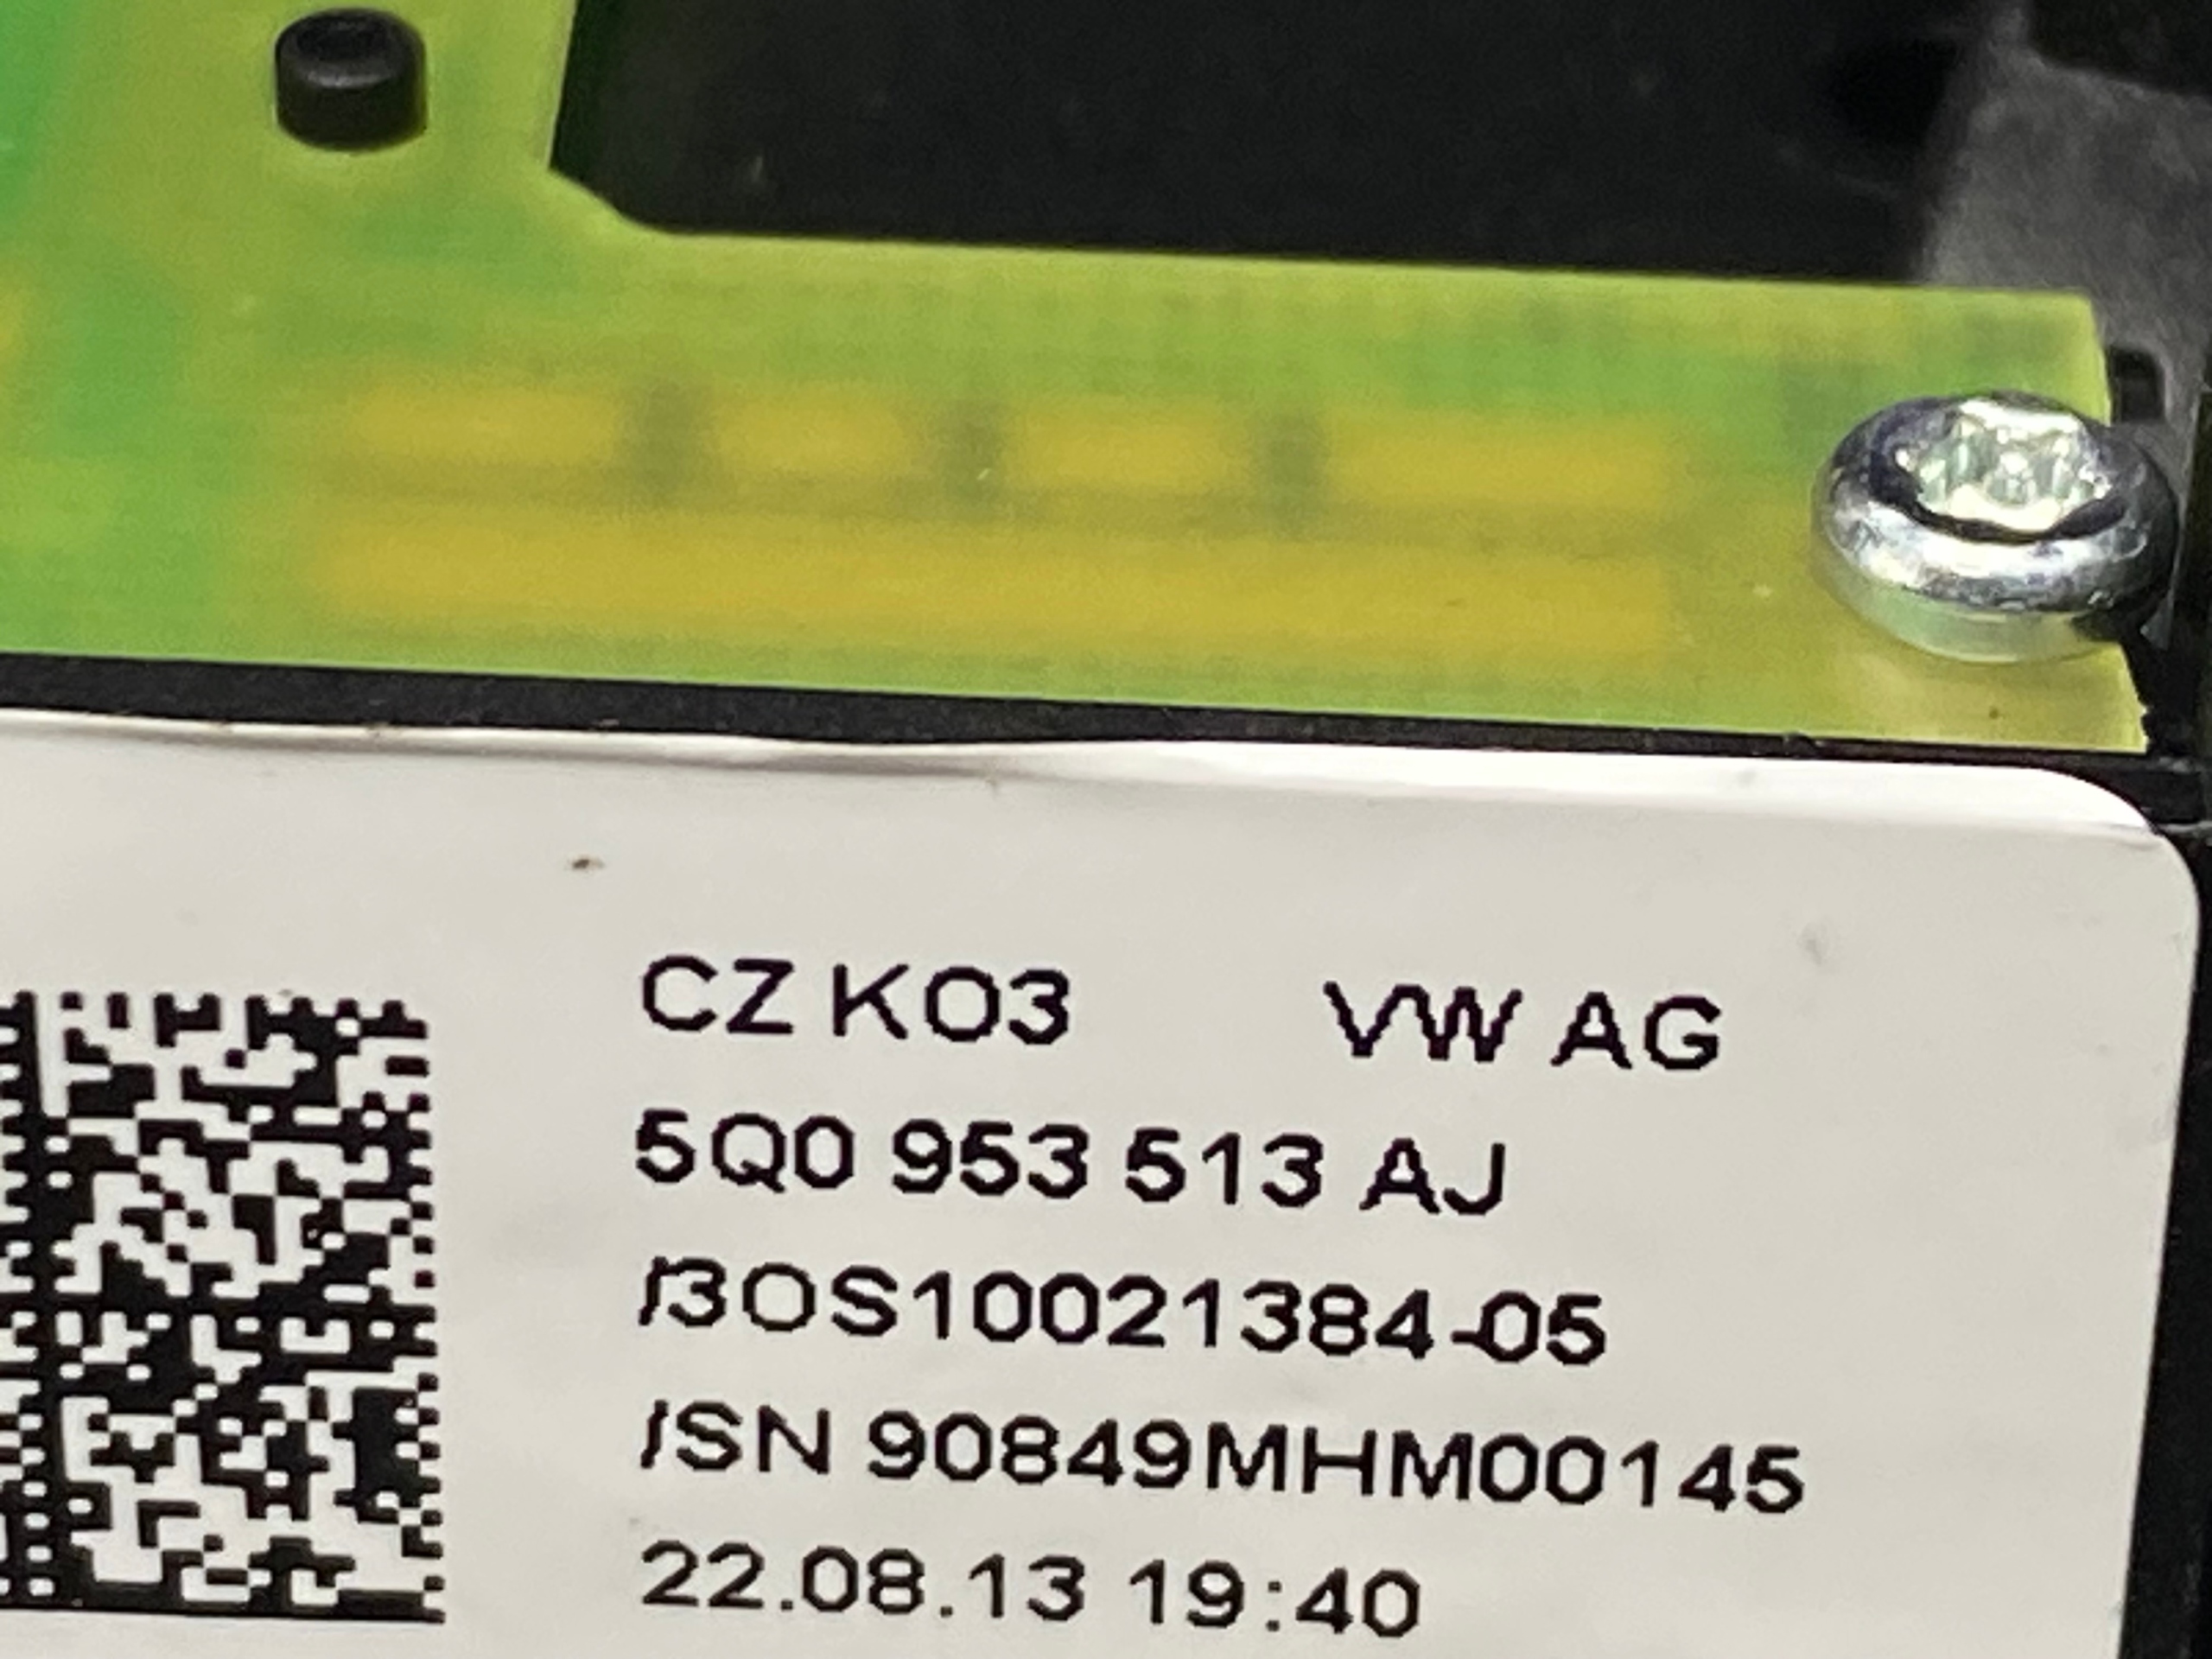 CZ KO3 VW AG
5Q0 953 513 AJ
/3OS10021384-05
/SN 90849MHM00145
22.08.13 19:40